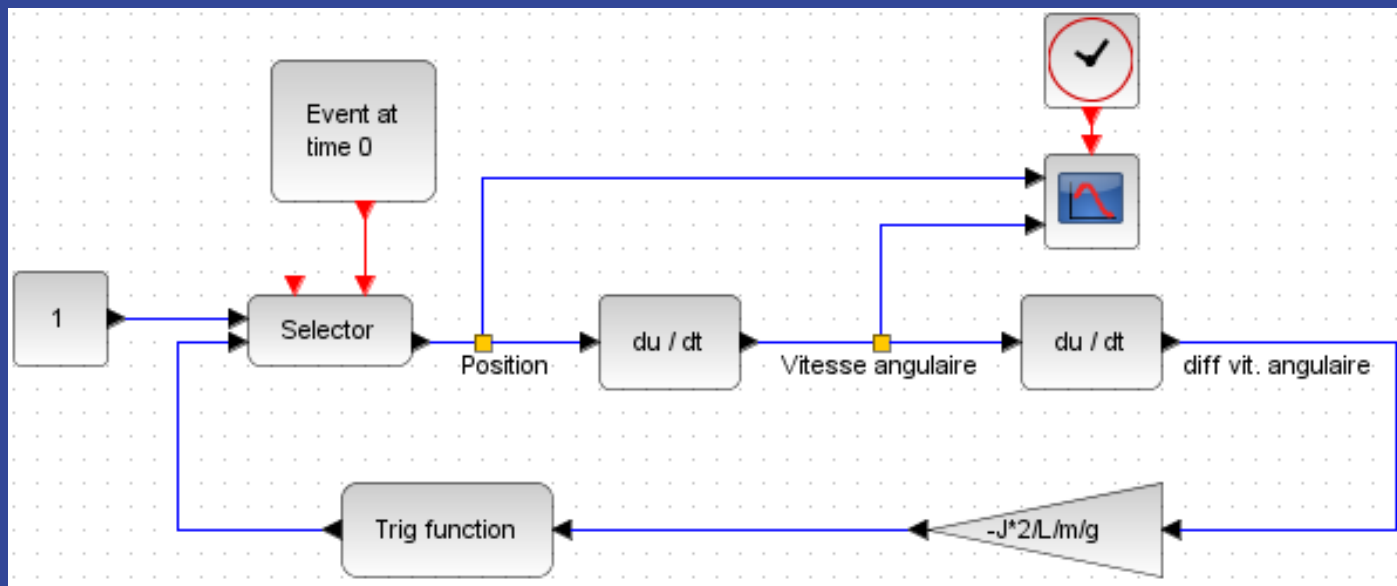 Event at
time 0
1
Selector
Position
du / dt
Vitesse angulaire
du / dt
diff vit. angulaire
Trig function
-J*2/L/m/g